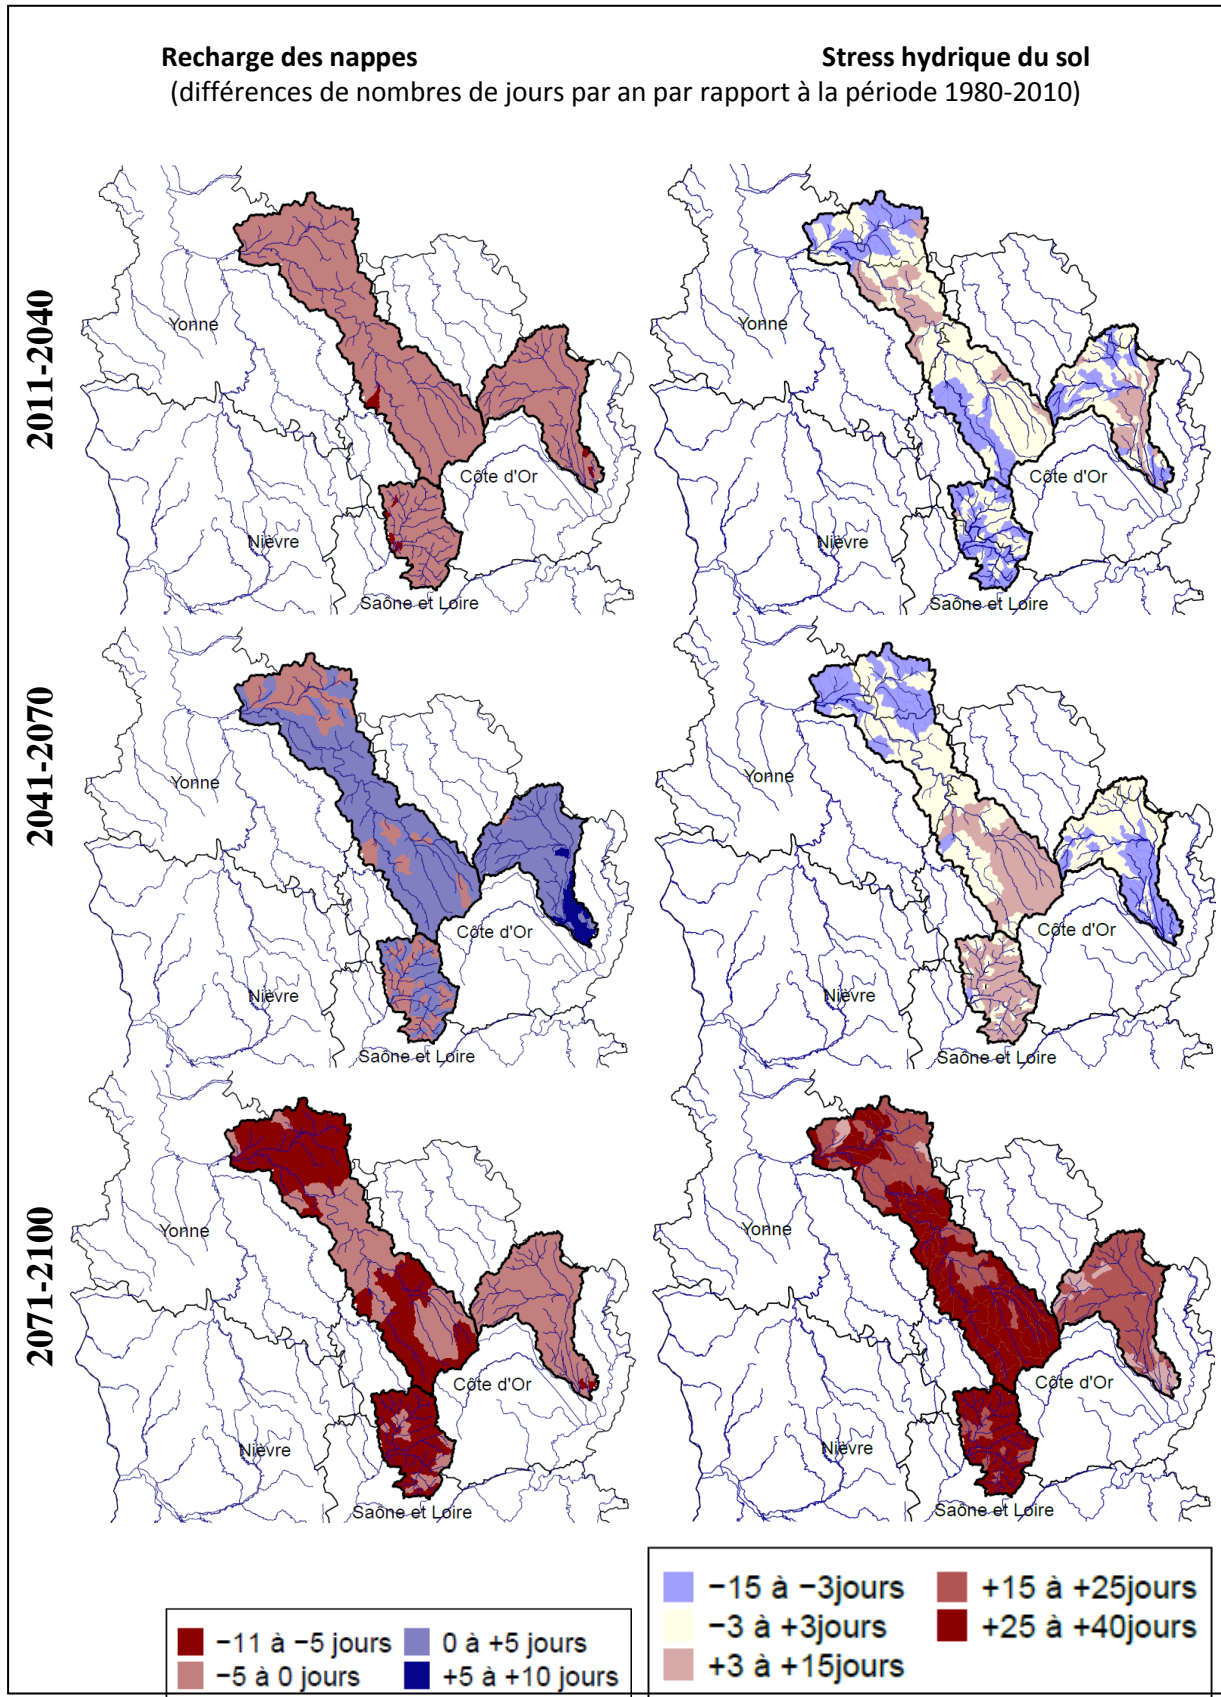 Recharge des nappes
Stress hydrique du sol
(différences de nombres de jours par an par rapport à la période 1980-2010)
2011-2040
Yonne
Côte d'Or
Nièvre
Saône et Loire
Yonne
Côte d'Or
Nièvre
Saône et Loire
2041-2070
Yonne
Côte d'Or
Nièvre
Saône et Loire
Yonne
Côte d'Or
Nièvre
Saône et Loire
2071-2100
Yonne
Côte d'Or
Nièvre
Saône et Loire
Yonne
Côte d'Or
Nièvre
Saône et Loire
−11 à −5 jours
0 à +5 jours
−5 à 0 jours
+5 à +10 jours
−15 à −3jours
+15 à +25jours
−3 à +3jours
+25 à +40jours
+3 à +15jours